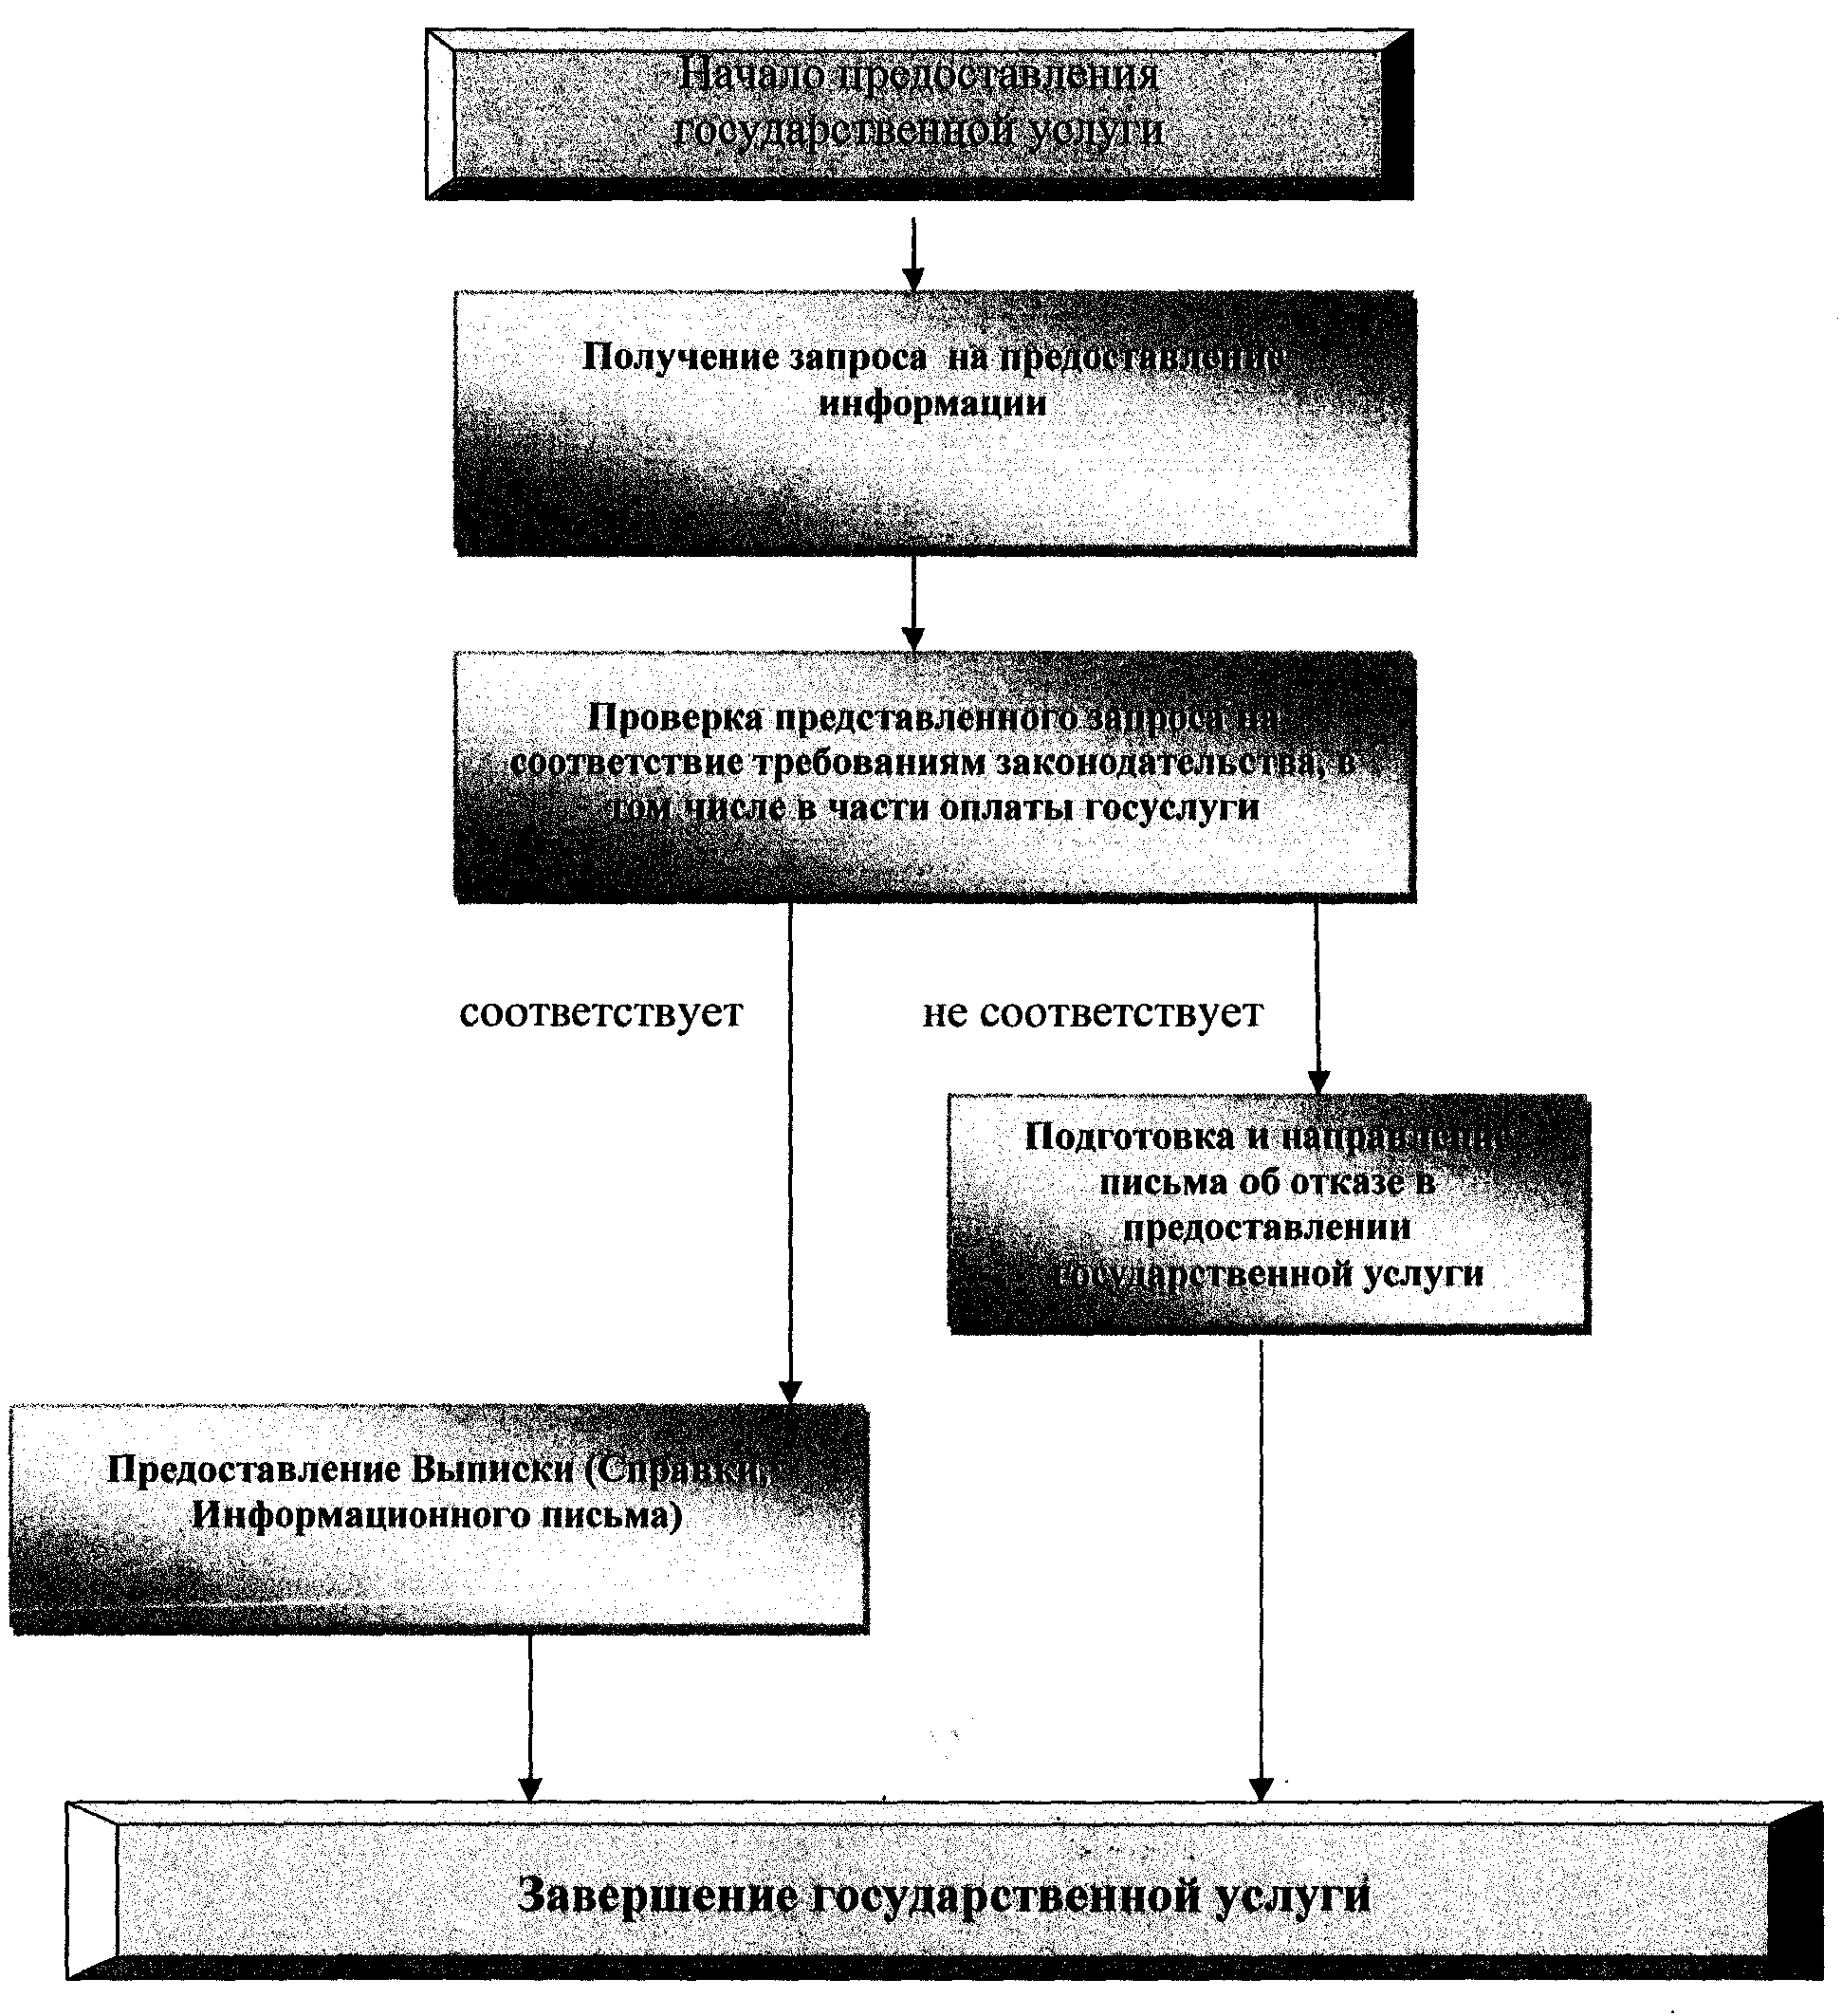 Начало предоставления
государственной услуги
Получение запроса на предоставление
информации
Проверка представленного запроса на
соответствие требованиям законодательства, в
том числе в части оплаты госуслуги
соответствует
не соответствует
Подготовка и направление
письма об отказе в
предоставлении
государственной услуги
Предоставление Выписки (Справки,
Информационного письма)
Завершение государственной услуги